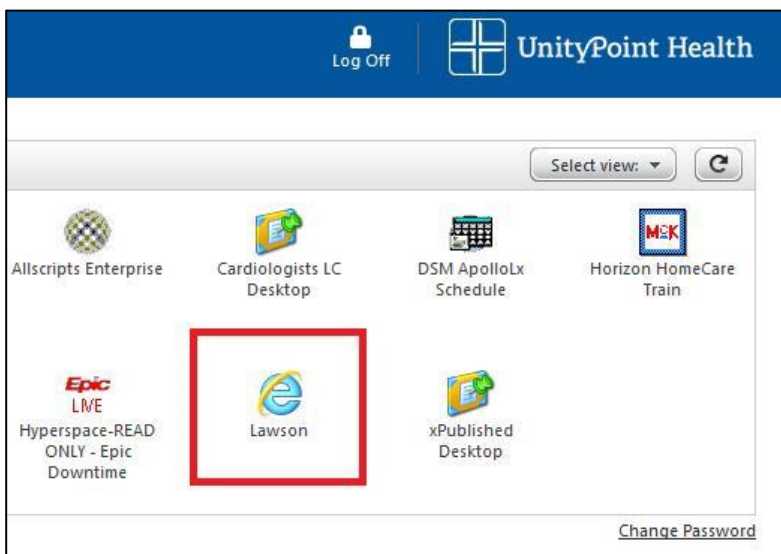 Log Off
UnityPoint Health
Select view:
Allscripts Enterprise
Cardiologists LC
Desktop
DSM ApolloLx
Schedule
McK
Horizon HomeCare
Train
Epic
LIVE
Hyperspace-READ
ONLY - Epic
Downtime
Lawson
xPublished
Desktop
Change Password